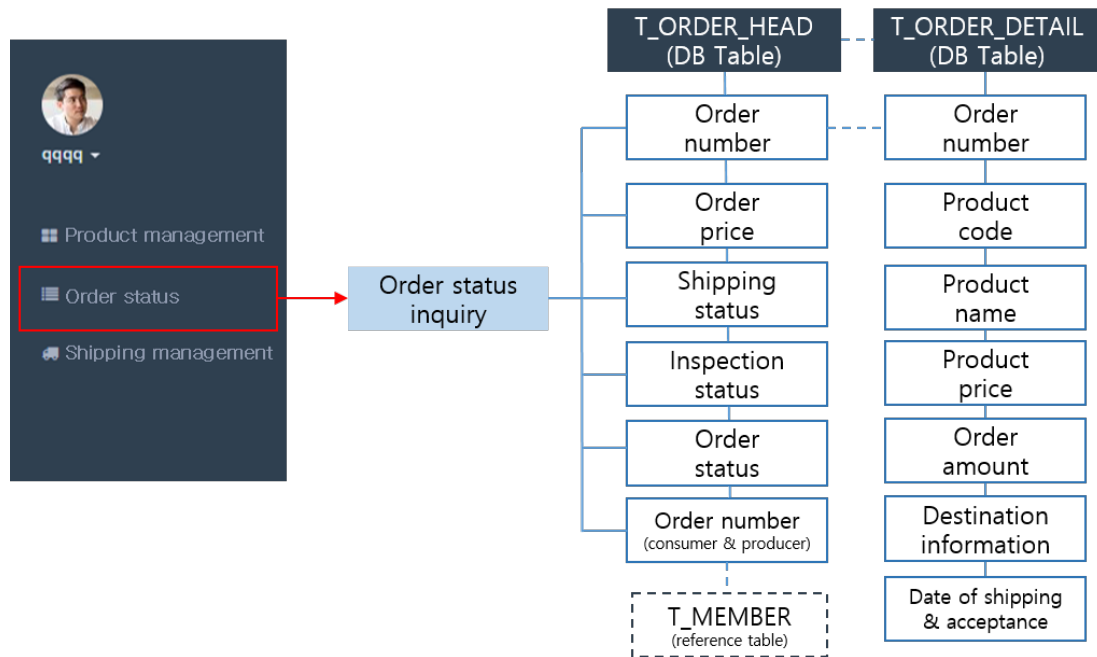 qqqq
Product management
Order status
Shipping management
Order status
inquiry
T_ORDER_HEAD
(DB Table)
Order
number
Order
price
Shipping
status
Inspection
status
Order
status
Order number
(consumer & producer)
T_MEMBER
(reference table)
T_ORDER_DETAIL
(DB Table)
Order
number
Product
code
Product
name
Product
price
Order
amount
Destination
information
Date of shipping
& acceptance